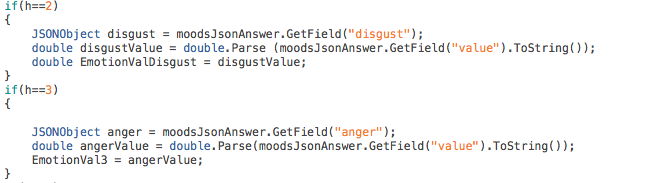 if(h==2)
{
JSONObject disgust = moodsJsonAnswer.GetField("disgust");
double disgustValue = double.Parse (moodsJsonAnswer.GetField("value").ToString());
double EmotionValDisgust = disgustValue;
}
if(h==3)
{
JSONObject anger = moodsJsonAnswer.GetField("anger");
double angerValue = double.Parse(moodsJsonAnswer.GetField("value").ToString());
EmotionVal3 = angerValue;
}